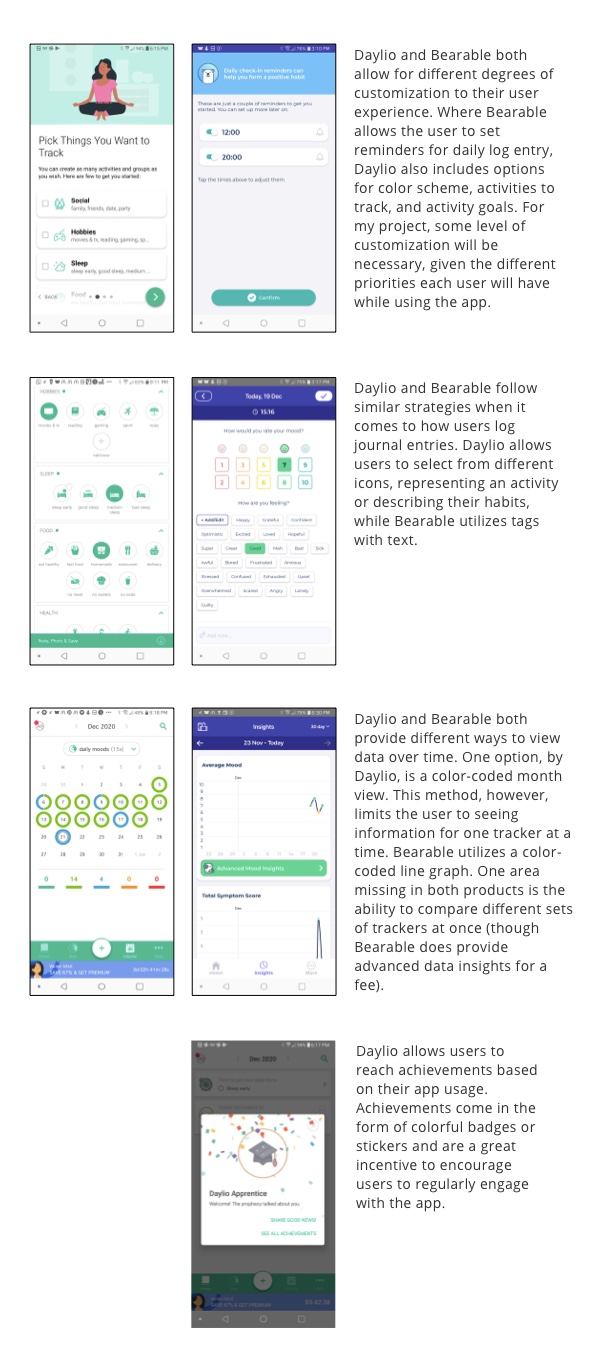 Pick Things You Want to
Track
You can create as many activities and groups as
you wish. Here are few to get you started:
Social
family, friends, date, party
Hobbies
movies & tv, reading, gaming, sp...
Sleep
sleep early, good sleep, medium ...
BACK
Food
Daily check-in reminders can
help you form a positive habit
These are just a couple of reminders to get you
started. You can set up more later on.
12:00
20:00
Tap the times above to adjust them.
Confirm
Daylio and Bearable both
allow for different degrees of
customization to their user
experience. Where Bearable
allows the user to set
reminders for daily log entry,
Daylio also includes options
for color scheme, activities to
track, and activity goals. For
my project, some level of
customization will be
necessary, given the different
priorities each user will have
while using the app.
HOBBIES
movies & tv reading gaming sport
SLEEP
sleep early good sleep medium sleep bad sleep
FOOD
eat healthy fast food homemade restaurant delivery
no meat no sweets no soda
HEALTH
Note, Photo & Save
Today, 19 Dec
15:16
How would you rate your mood?
1 3 5 7 9
2 4 6 8 10
How are you feeling?
+ Add/Edit Happy Grateful Confident
Optimistic Excited Loved Hopeful
Super Great Good Meh Bad Sick
Awful Bored Frustrated Anxious
Stressed Confused Exhausted Upset
Overwhelmed Scared Angry Lonely
Guilty
Add note...
Daylio and Bearable follow
similar strategies when it
comes to how users log
journal entries. Daylio allows
users to select from different
icons, representing an activity
or describing their habits,
while Bearable utilizes tags
with text.
Dec 2020
daily moods (13x)
S M T W T F S
1 2 3 4 5
6 7 8 9 10 11 12
13 14 15 16 17 18 19
20 21 22 23 24 25 26
27 28 29 30 31
0 14 4 0 0
SAVE 67% & GET PREMIUM
Insights
30 day
23 Nov - Today
Average Mood
Dec
Advanced Mood Insights
Total Symptom Score
Dec
Home Insights More
Daylio and Bearable both
provide different ways to view
data over time. One option, by
Daylio, is a color-coded month
view. This method, however,
limits the user to seeing
information for one tracker at a
time. Bearable utilizes a color-
coded line graph. One area
missing in both products is the
ability to compare different sets
of trackers at once (though
Bearable does provide
advanced data insights for a
fee).
Dec 2020
Sleep early
Daylio Apprentice
Welcome! The prophecy talked about you.
SHARE GOOD NEWS!
SEE ALL ACHIEVEMENTS
SAVE 67% & GET PREMIUM
Daylio allows users to
reach achievements based
on their app usage.
Achievements come in the
form of colorful badges or
stickers and are a great
incentive to encourage
users to regularly engage
with the app.